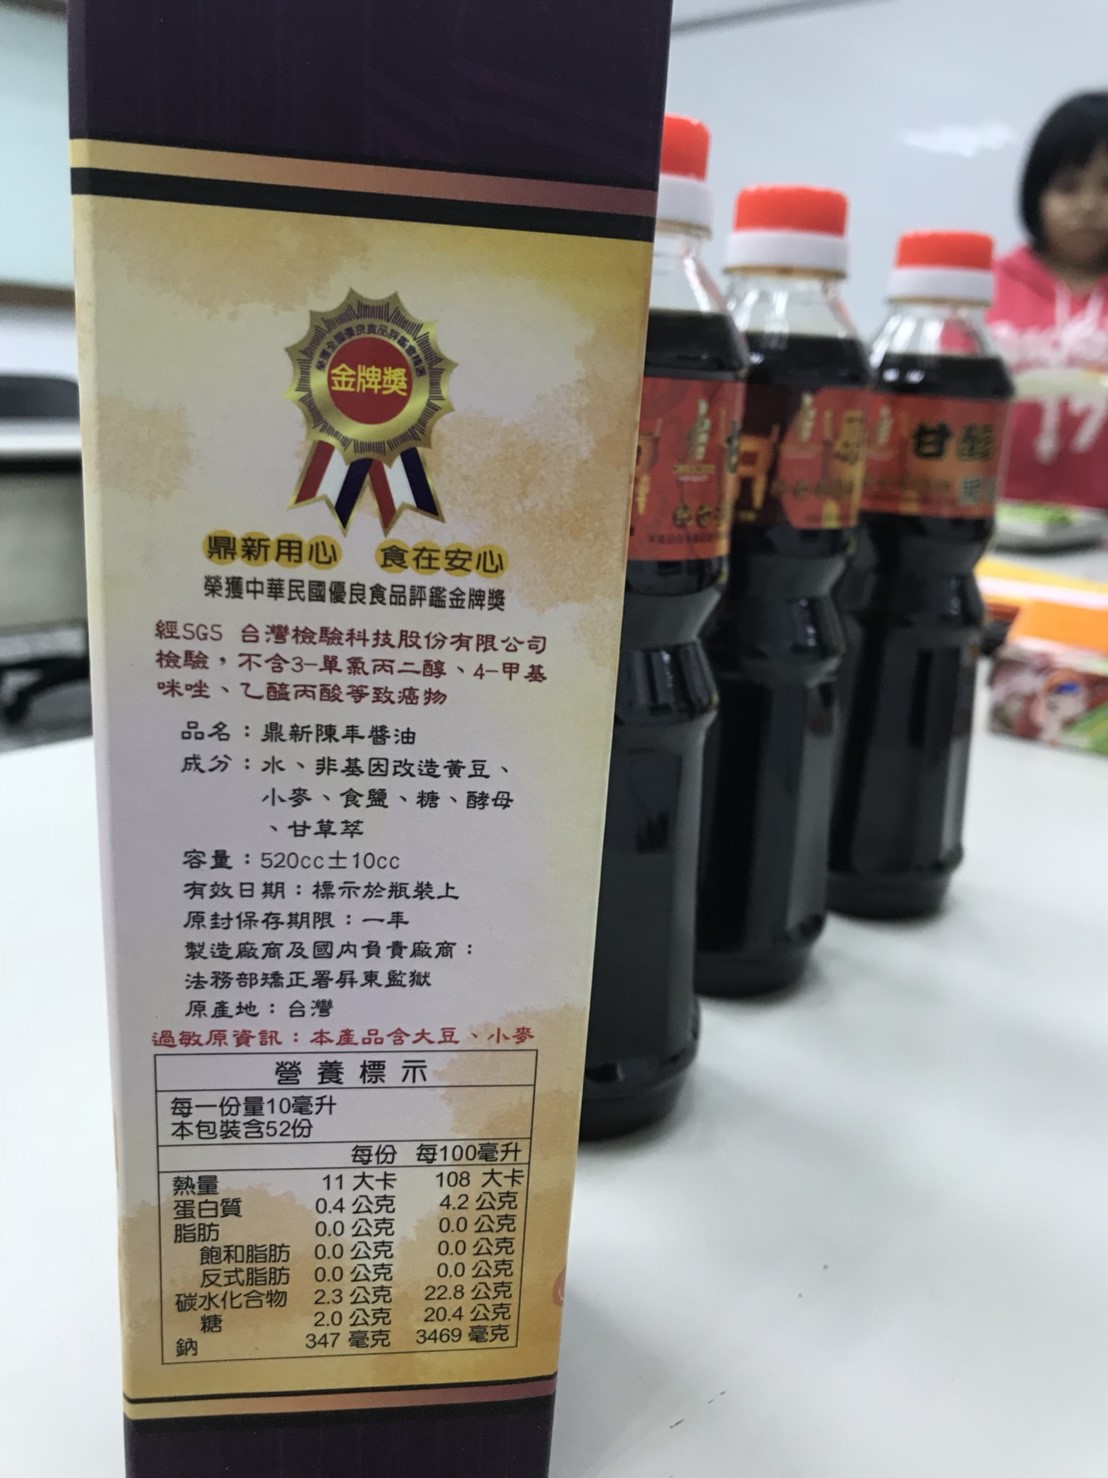 榮獲全國優良食品評鑑會精選
金牌獎
鼎新用心 食在安心
榮獲中華民國優良食品評鑑金牌獎
經SGS 台灣檢驗科技股份有限公司
檢驗，不含3-單氯丙二醇、4-甲基
咪唑、乙醯丙酸等致癌物
品名：鼎新陳年醬油
成分：水、非基因改造黃豆、
小麥、食鹽、糖、酵母
、甘草萃
容量：520cc±10cc
有效日期：標示於瓶裝上
原封保存期限：一年
製造廠商及國內負責廠商：
法務部矯正署屏東監獄
原產地：台灣
過敏原資訊：本產品含大豆、小麥
營養標示
每一份量10毫升
本包裝含52份
每份 每100毫升
熱量 11 大卡 108 大卡
蛋白質 0.4 公克 4.2 公克
脂肪 0.0 公克 0.0 公克
飽和脂肪 0.0 公克 0.0 公克
反式脂肪 0.0 公克 0.0 公克
碳水化合物 2.3 公克 22.8 公克
糖 2.0 公克 20.4 公克
鈉 347 毫克 3469 毫克
甘醇